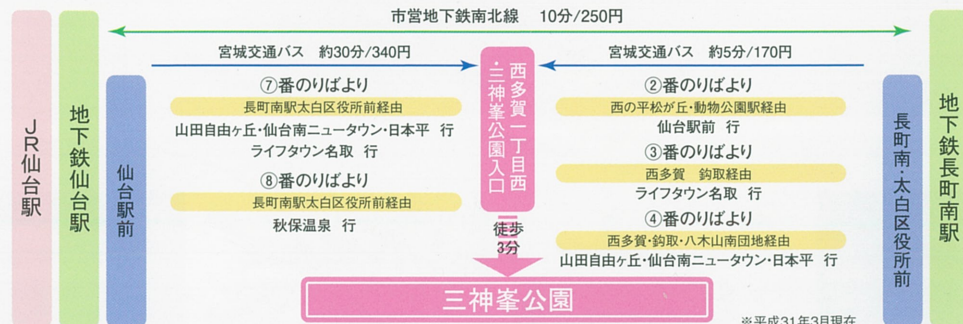 市営地下鉄南北線　10分/250円
JR仙台駅
地下鉄仙台駅
仙台駅前
宮城交通バス　約30分/340円
⑦番のりばより
長町南駅太白区役所前経由
山田自由ヶ丘・仙台南ニュータウン・日本平　行
ライフタウン名取　行
⑧番のりばより
長町南駅太白区役所前経由
秋保温泉　行
西多賀一丁目西
・三神峯公園入口
徒歩
3分
三神峯公園
宮城交通バス　約5分/170円
②番のりばより
西の平松が丘・動物公園駅経由
仙台駅前　行
③番のりばより
西多賀　鈎取経由
ライフタウン名取　行
④番のりばより
西多賀・鈎取・八木山南団地経由
山田自由ヶ丘・仙台南ニュータウン・日本平　行
長町南・太白区役所前
地下鉄長町南駅
※平成31年3月現在